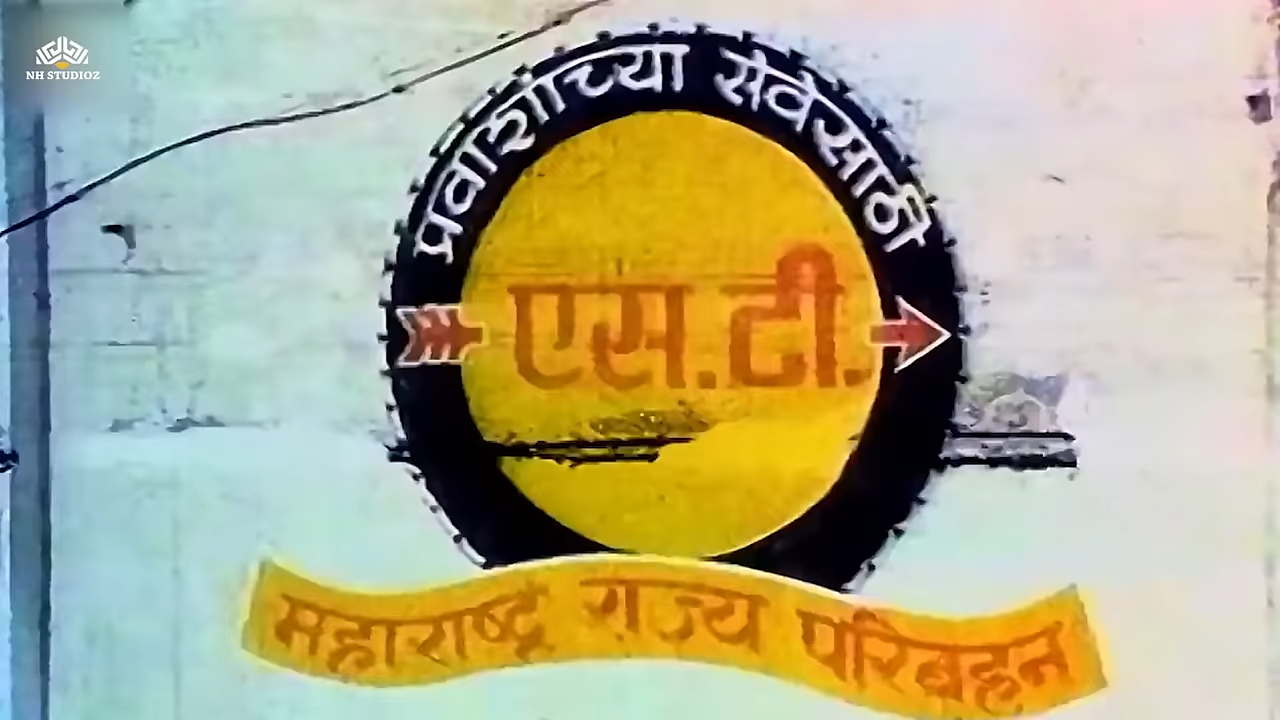 NH STUDIOZ
प्रवाशांच्या सेवेसाठी
एस.टी.
महाराष्ट्र राज्य परिवहन